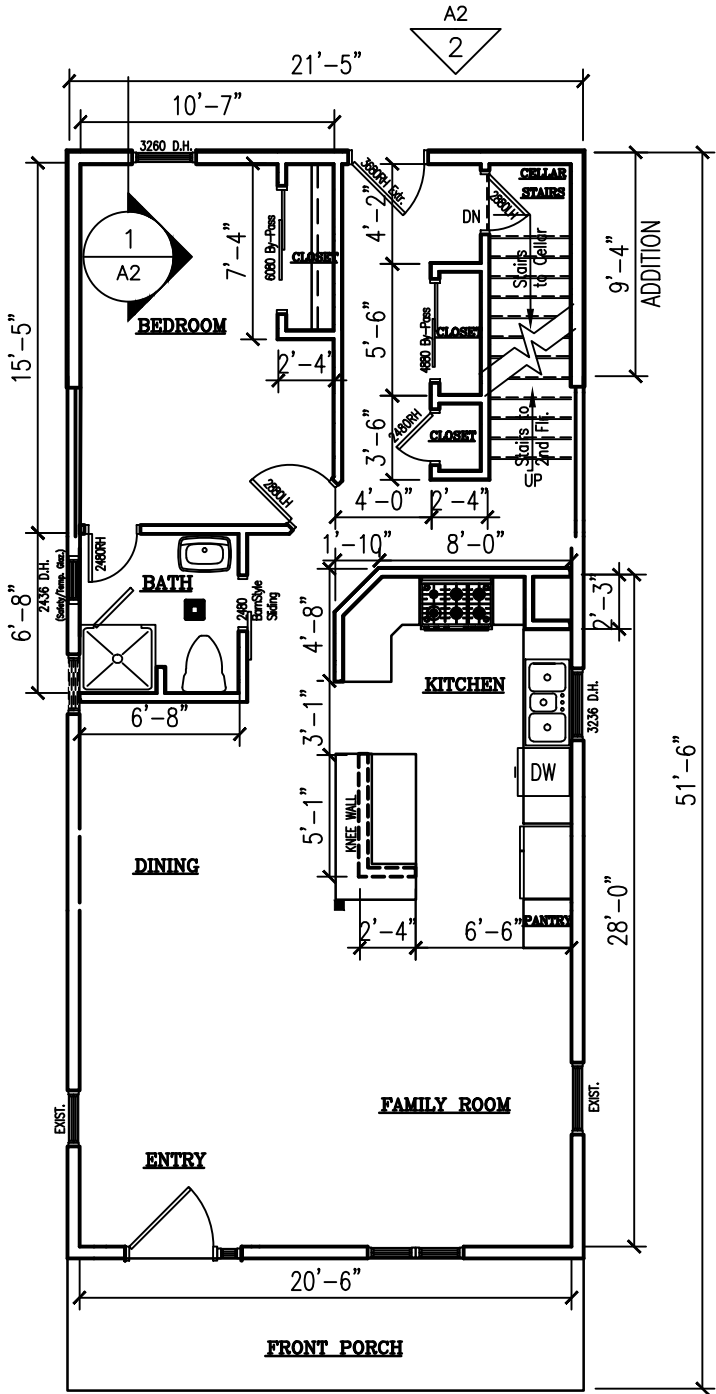 A2
2
21'-5"
10'-7"
3260 D.H.
3680RH Extr.
CELLAR
STAIRS
2880LH
DN
4'-2"
1
A2
7'-4"
6080 By-Pass
CLOSET
Stairs
to Cellar
9'-4"
ADDITION
BEDROOM
15'-5"
5'-6"
4880 By-Pass
CLOSET
2'-4"
2480RH
CLOSET
3'-6"
Stairs to
2nd Flr.
UP
2880LH
4'-0"
2'-4"
1'-10"
8'-0"
2480RH
2436 D.H.
(Safety/Temp. Glaz.)
BATH
2480
BarnStyle
Sliding
6'-8"
4'-8"
2'-3"
KITCHEN
6'-8"
3'-1"
3236 D.H.
DW
51'-6"
5'-1"
KNEE WALL
DINING
2'-4"
6'-6"
PANTRY
28'-0"
EXIST.
FAMILY ROOM
EXIST.
ENTRY
20'-6"
FRONT PORCH